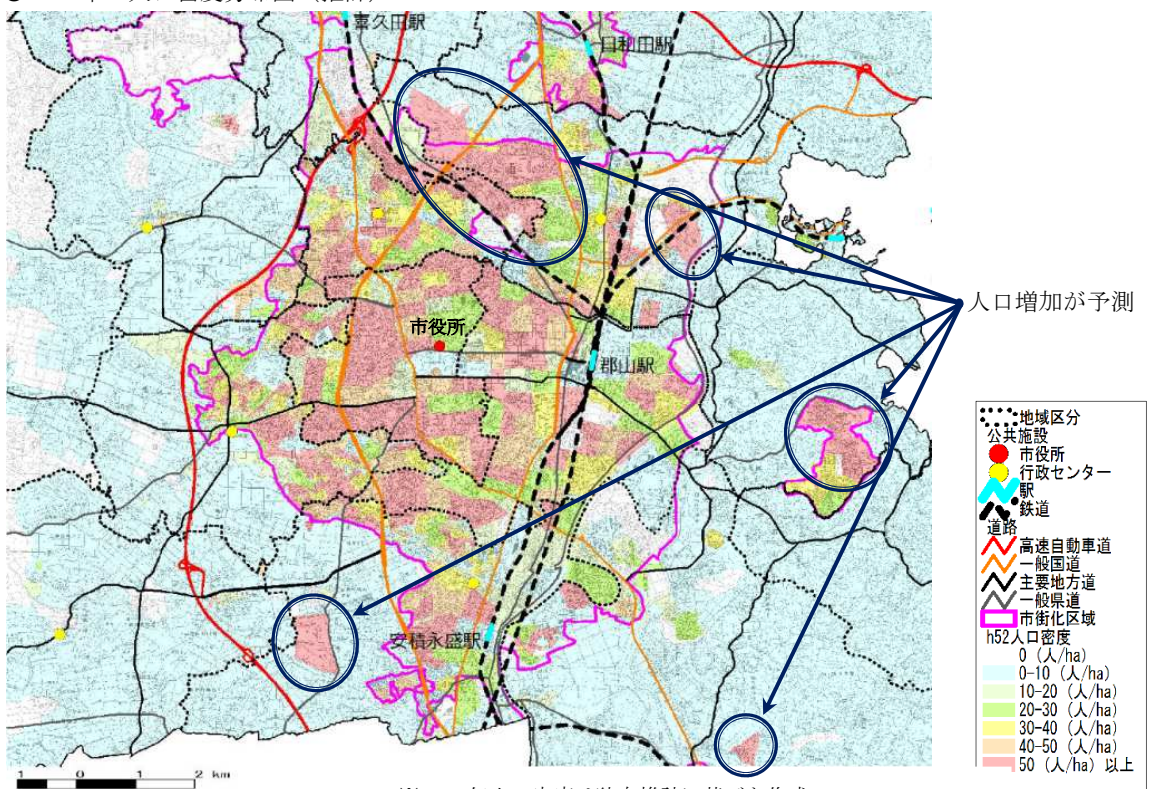 喜久田駅
日和田駅
人口増加が予測
市役所
郡山駅
安積永盛駅
地域区分
公共施設
市役所
行政センター
駅
鉄道
道路
高速自動車道
一般国道
主要地方道
一般県道
市街化区域
h52人口密度
0 (人/ha)
0-10 (人/ha)
10-20 (人/ha)
20-30 (人/ha)
30-40 (人/ha)
40-50 (人/ha)
50 (人/ha) 以上
1 0 1 2 km